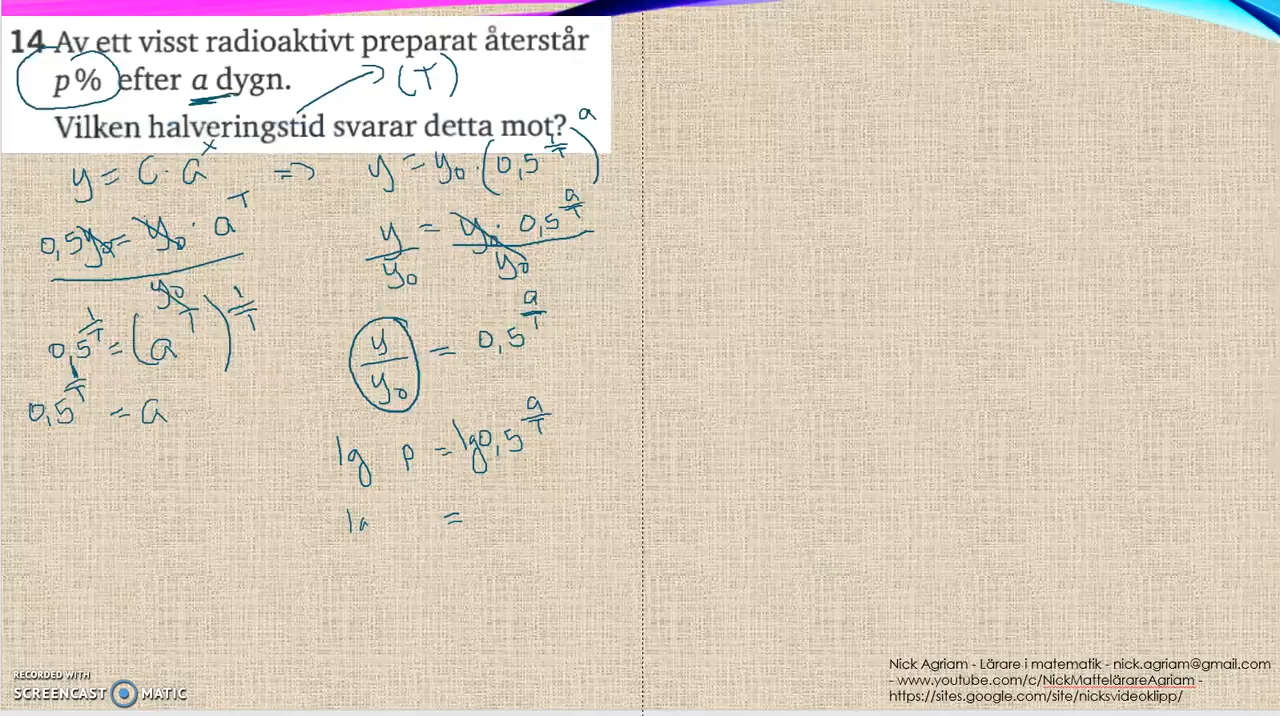 14 Av ett visst radioaktivt preparat återstår
p% efter a dygn. (T)
Vilken halveringstid svarar detta mot?
y = C · a^x => y = y₀ · (0,5^(1/T))^a
0,5y₀ = y₀ · a^T
y₀
y / y₀ = y₀ · 0,5^(a/T) / y₀
0,5^(1/T) = (a^T)^(1/T)
y / y₀ = 0,5^(a/T)
0,5^(1/T) = a
lg p = lg 0,5^(a/T)
=
RECORDED WITH
SCREENCAST O MATIC
Nick Agriam - Lärare i matematik - nick.agriam@gmail.com
- www.youtube.com/c/NickMattelärareAgriam -
https://sites.google.com/site/nicksvideoklipp/